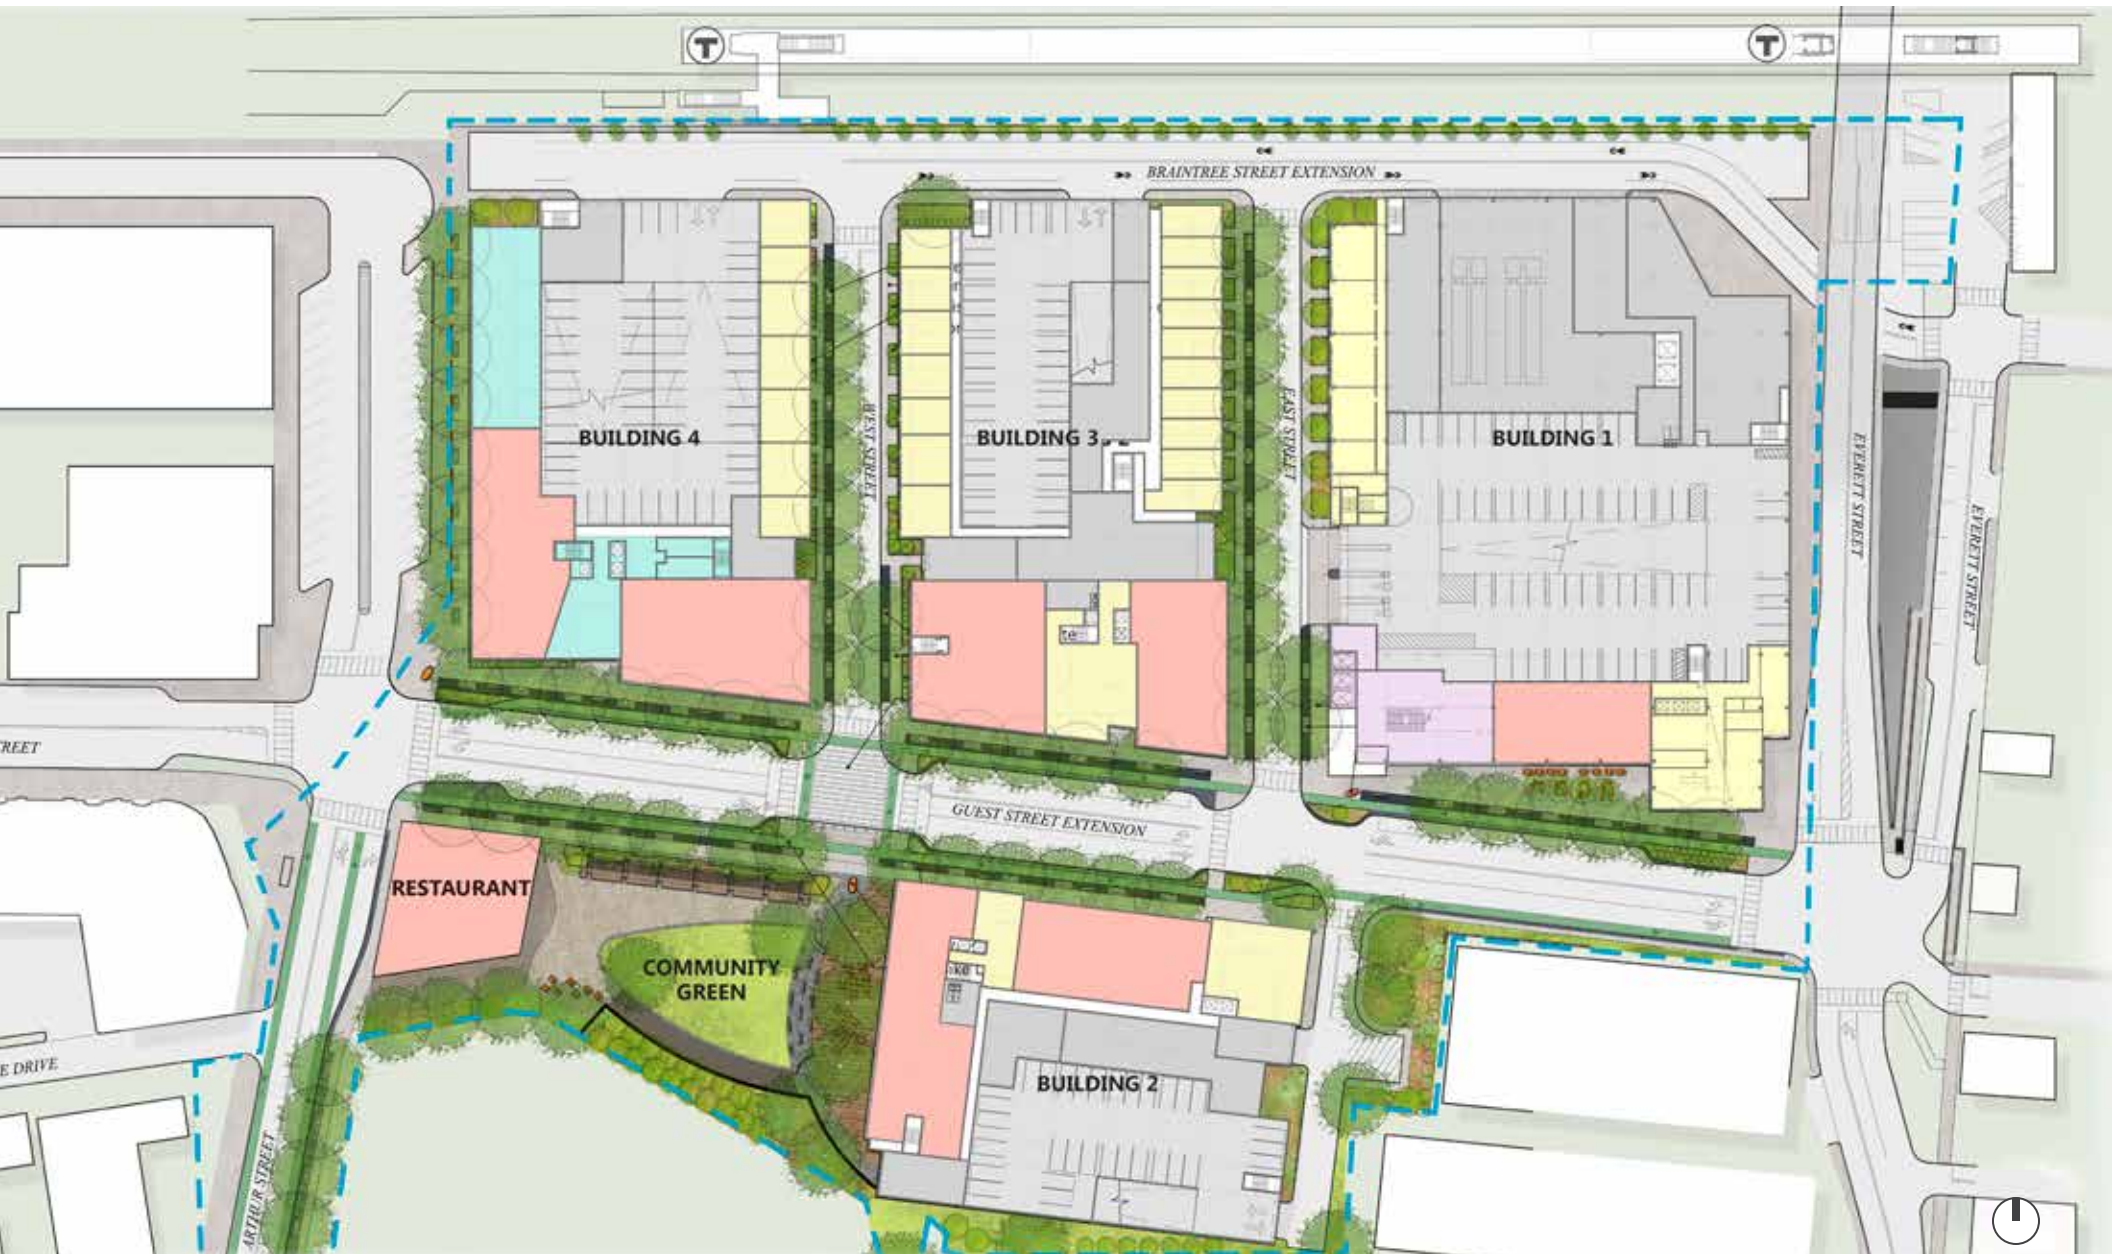 T
T
BRAINTREE STREET EXTENSION
BUILDING 4
BUILDING 3
BUILDING 1
WEST STREET
EAST STREET
EVERETT STREET
EVERETT STREET
REET
GUEST STREET EXTENSION
RESTAURANT
COMMUNITY
GREEN
BUILDING 2
E DRIVE
ARTHUR STREET